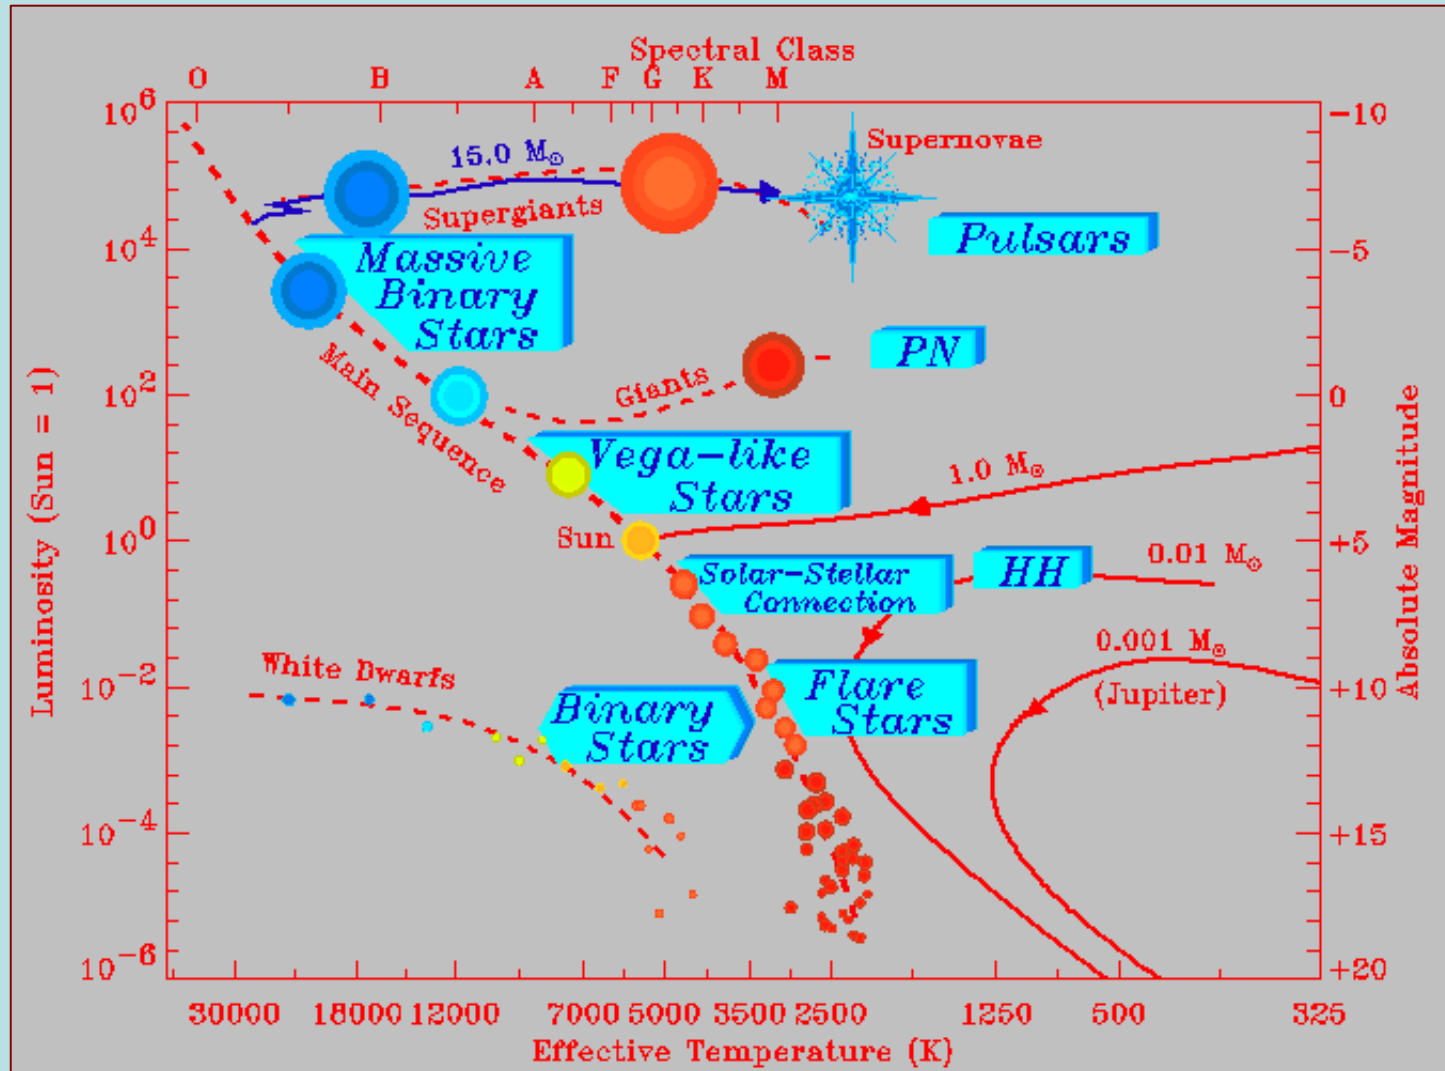 Spectral Class
O B A F G K M
10^6 -10
15.0 M☉
Supernovae
Supergiants
10^4 -5
Pulsars
Massive
Binary
Stars
Main Sequence
Giants
PN
10^2 0
Vega-like
Stars
1.0 M☉
10^0 +5
Sun
Solar-Stellar
Connection
HH
0.01 M☉
0.001 M☉
(Jupiter)
White Dwarfs
10^-2 +10
Binary
Stars
Flare
Stars
10^-4 +15
10^-6 +20
30000 18000 12000 7000 5000 3500 2500 1250 500 325
Effective Temperature (K)
Luminosity (Sun = 1)
Absolute Magnitude